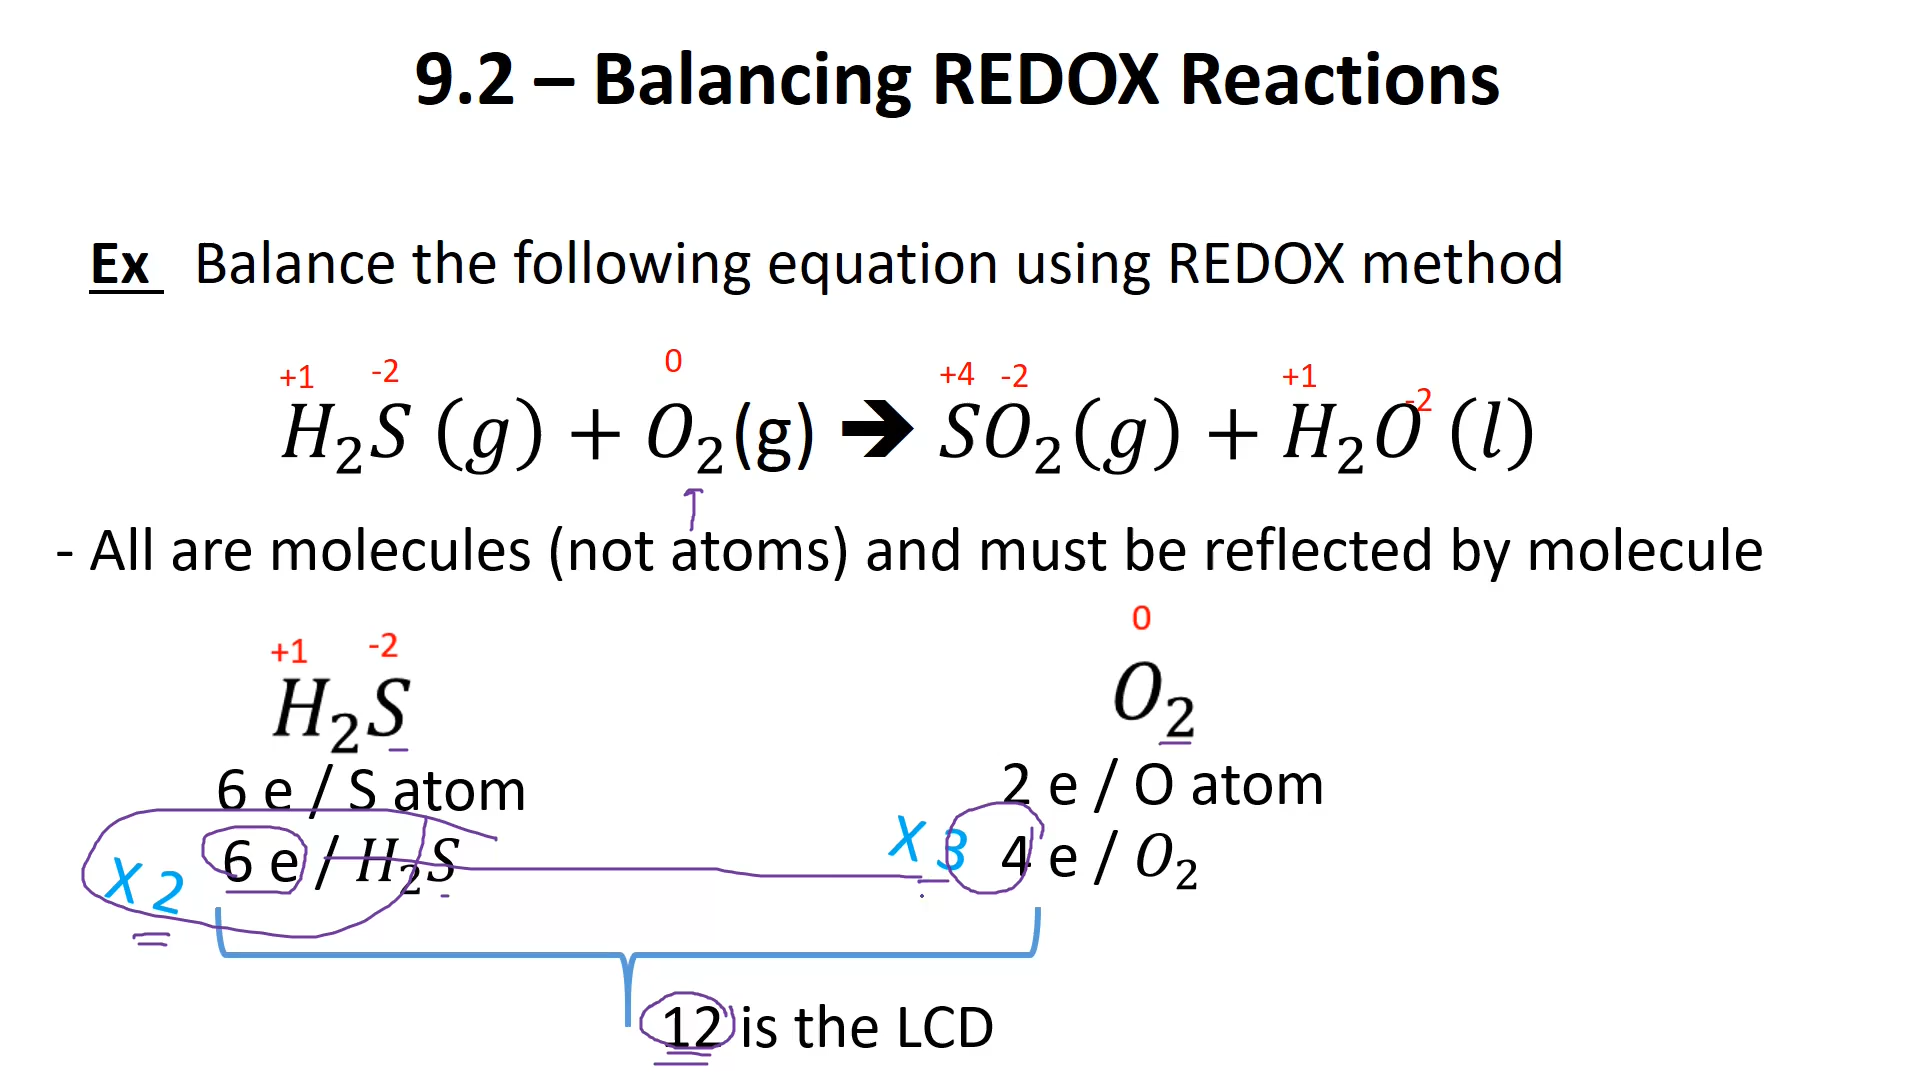 9.2 – Balancing REDOX Reactions
Ex Balance the following equation using REDOX method
+1 -2 0 +4 -2 +1 -2
H₂S (g) + O₂(g) ➔ SO₂(g) + H₂O (l)
- All are molecules (not atoms) and must be reflected by molecule
+1 -2
H₂S
6 e / S atom
x 2 6 e / H₂S
0
O₂
2 e / O atom
x 3 4 e / O₂
12 is the LCD